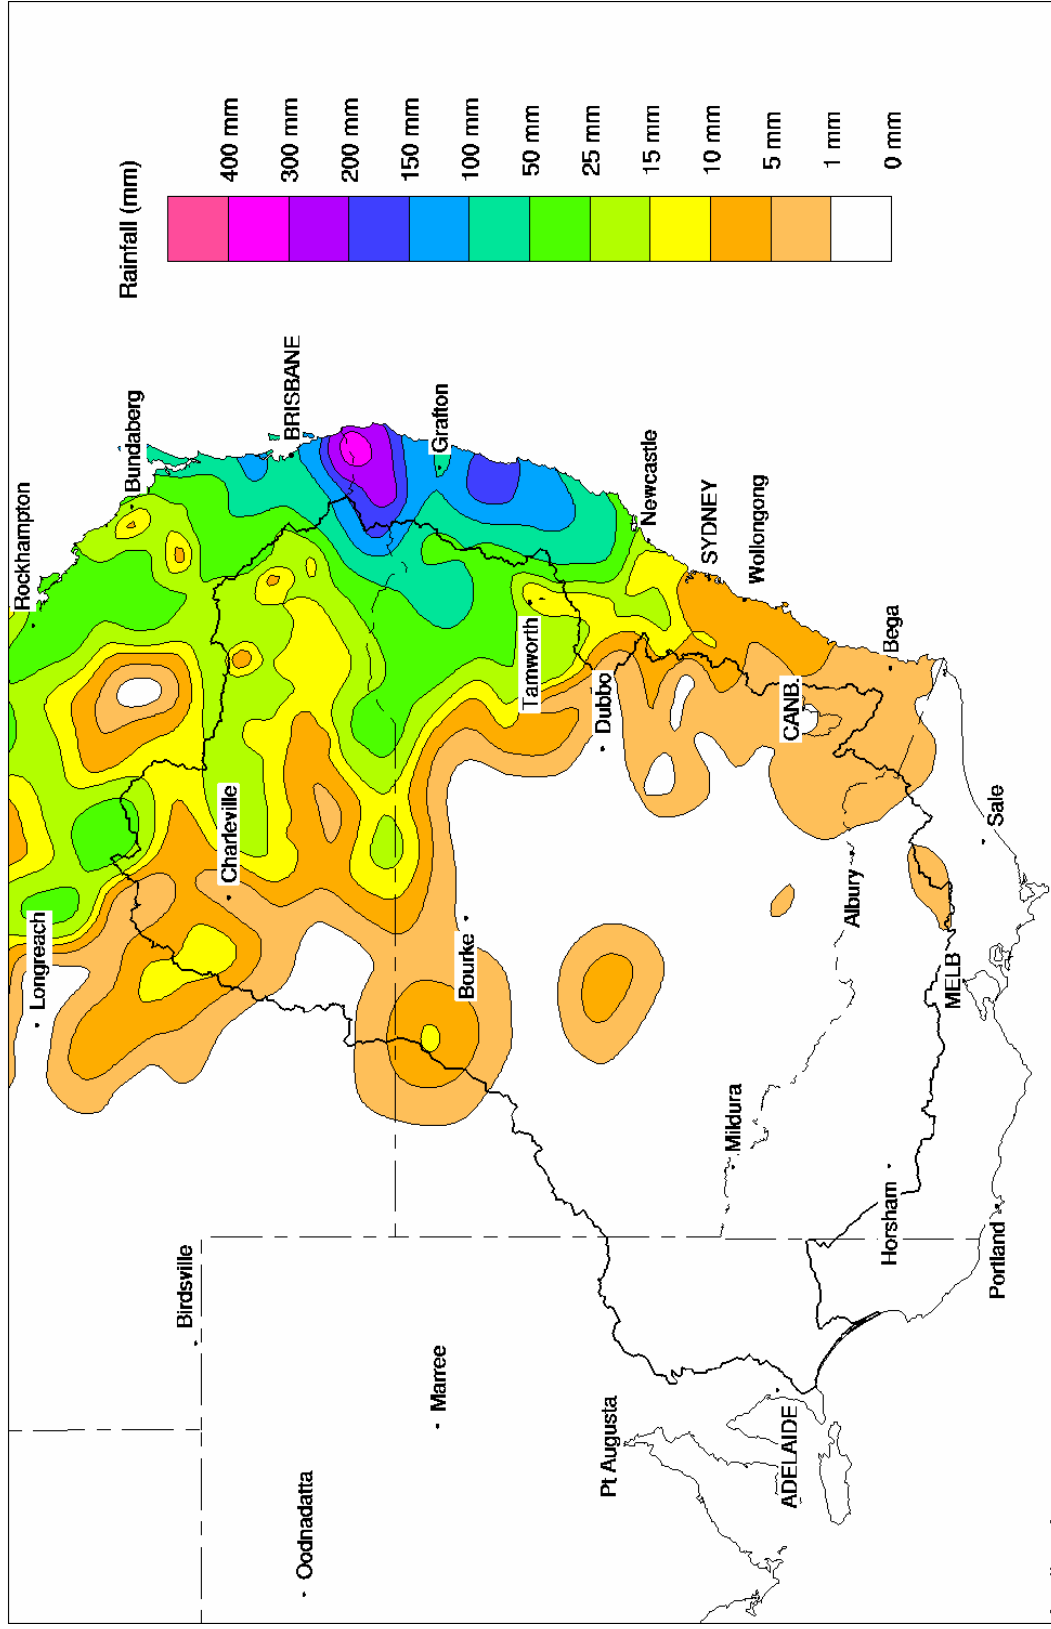 Rainfall (mm)
400 mm
300 mm
200 mm
150 mm
100 mm
50 mm
25 mm
15 mm
10 mm
5 mm
1 mm
0 mm
Rockhampton
Bundaberg
BRISBANE
Grafton
Newcastle
SYDNEY
Wollongong
Bega
Longreach
Charleville
Tamworth
Dubbo
CANB.
Bourke
Albury
Sale
MELB
Mildura
Horsham
Portland
Birdsville
Marree
Oodnadatta
Pt Augusta
ADELAIDE